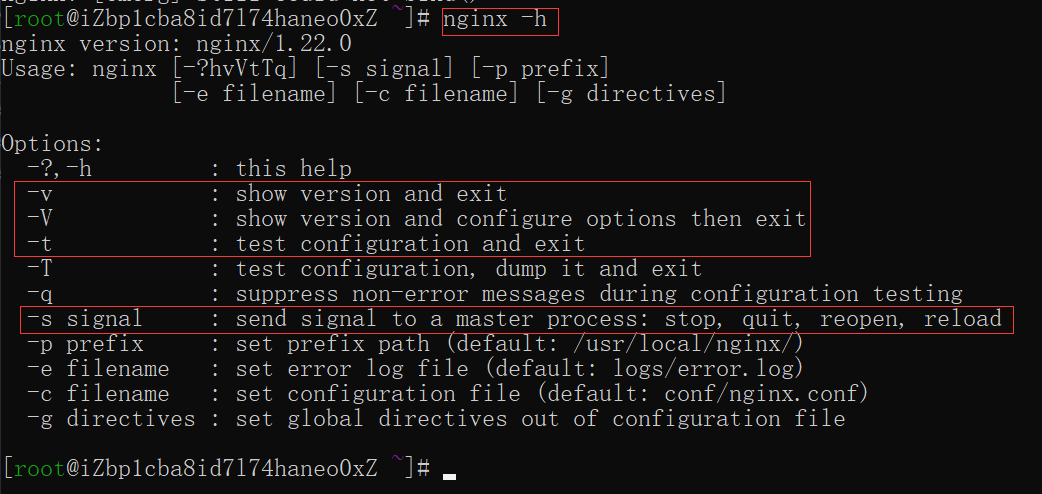 [root@iZbp1cba8id7l74haneo0xZ ~]# nginx -h
nginx version: nginx/1.22.0
Usage: nginx [-?hvVtTq] [-s signal] [-p prefix]
[-e filename] [-c filename] [-g directives]
Options:
-?,-h : this help
-v : show version and exit
-V : show version and configure options then exit
-t : test configuration and exit
-T : test configuration, dump it and exit
-q : suppress non-error messages during configuration testing
-s signal : send signal to a master process: stop, quit, reopen, reload
-p prefix : set prefix path (default: /usr/local/nginx/)
-e filename : set error log file (default: logs/error.log)
-c filename : set configuration file (default: conf/nginx.conf)
-g directives : set global directives out of configuration file
[root@iZbp1cba8id7l74haneo0xZ ~]#